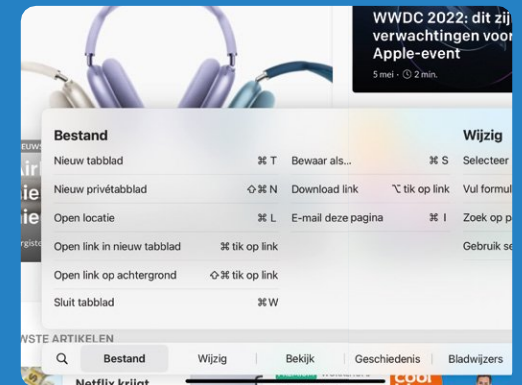 WWDC 2022: dit zij
verwachtingen voor
Apple-event
5 mei · 2 min.
Bestand
Wijzig
Nieuw tabblad ⌘ T Bewaar als... ⌘ S Selecteer
Nieuw privétabblad ⇧⌘ N Download link ⌥ tik op link Vul formul
Open locatie ⌘ L E-mail deze pagina ⌘ I Zoek op p
Open link in nieuw tabblad ⌘ tik op link Gebruik se
Open link op achtergrond ⇧⌘ tik op link
Sluit tabblad ⌘ W
WSTE ARTIKELEN
Bestand Wijzig Bekijk Geschiedenis Bladwijzers
Netflix krijgt
cool